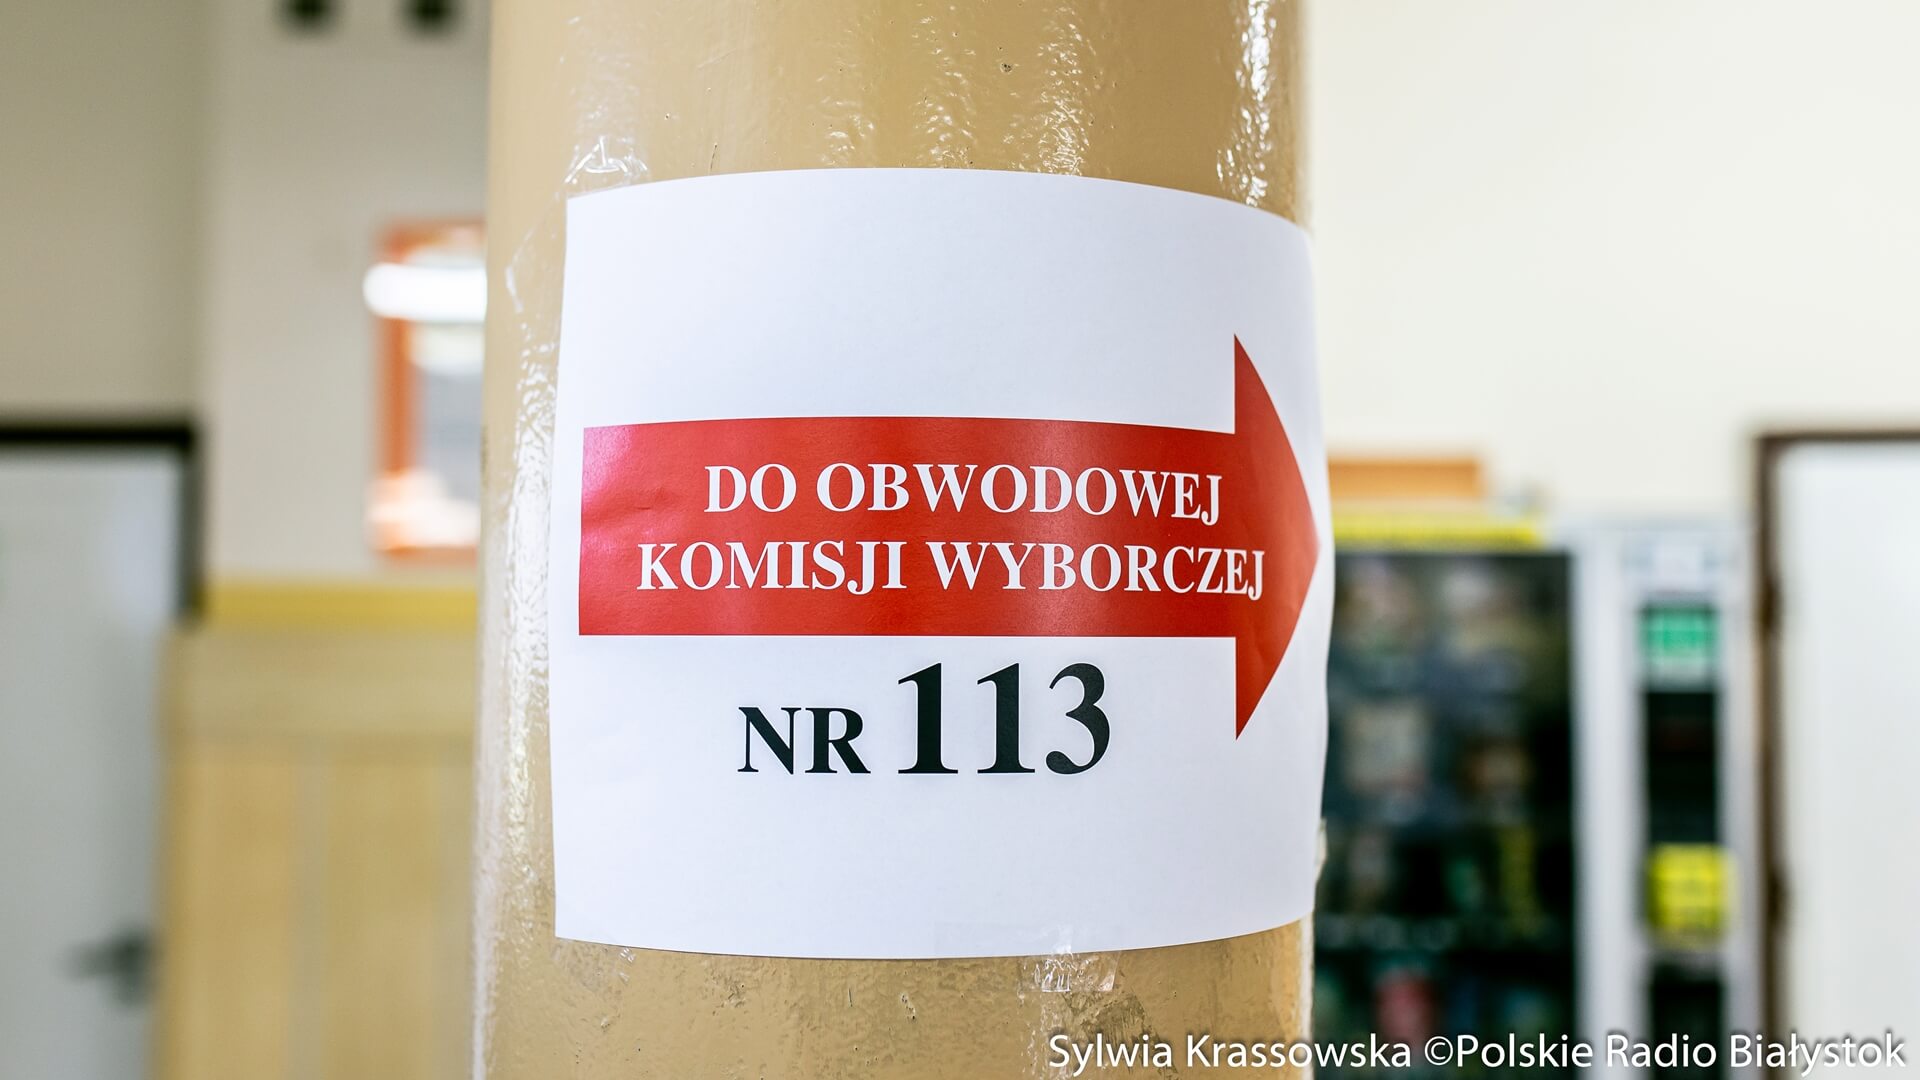 DO OBWODOWEJ
KOMISJI WYBORCZEJ
NR 113
Sylwia Krassowska ©Polskie Radio Białystok